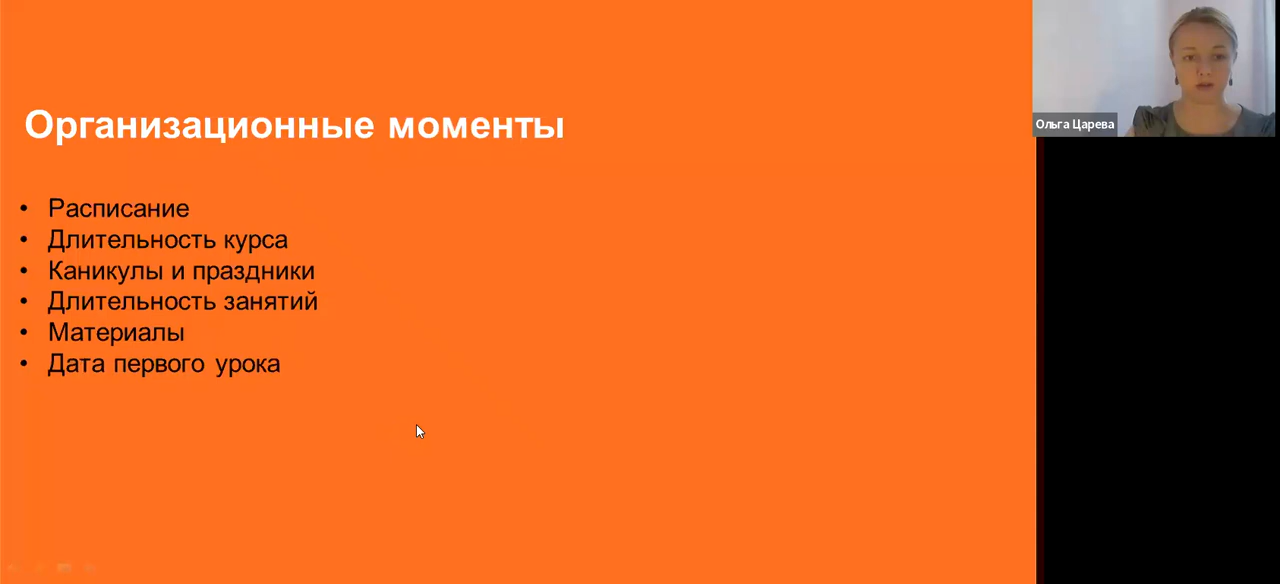 Организационные моменты
• Расписание
• Длительность курса
• Каникулы и праздники
• Длительность занятий
• Материалы
• Дата первого урока
Ольга Царева